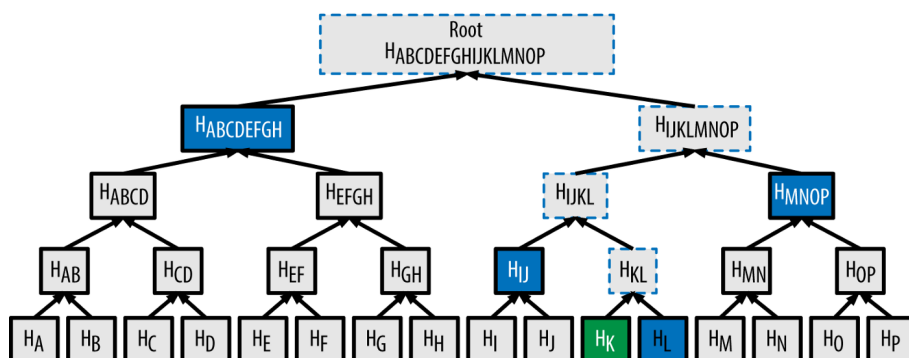 Root
HABCDEFGHIJKLMNOP
HABCDEFGH
HIJKLMNOP
HABCD
HEFGH
HIJKL
HMNOP
HAB
HCD
HEF
HGH
HIJ
HKL
HMN
HOP
HA
HB
HC
HD
HE
HF
HG
HH
HI
HJ
HK
HL
HM
HN
HO
HP